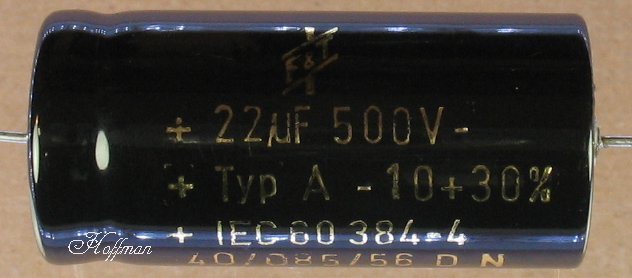 F&T
+ 22µF 500V -
+ Typ A - 10+30%
+ IEC 60 384-4
40/085/56 D N
Hoffman